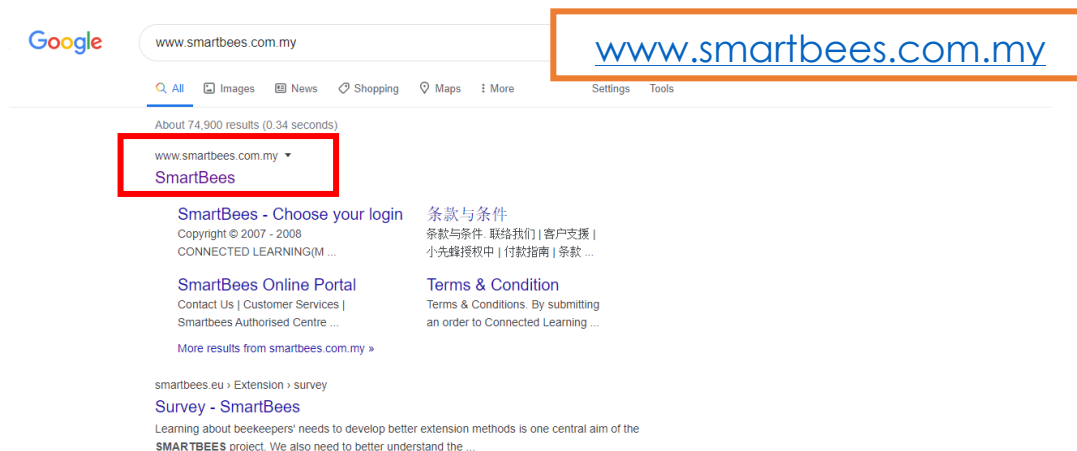 Google
www.smartbees.com.my
www.smartbees.com.my
All Images News Shopping Maps More Settings Tools
About 74,900 results (0.34 seconds)
www.smartbees.com.my
SmartBees
SmartBees - Choose your login
Copyright © 2007 - 2008
CONNECTED LEARNING(M ...
条款与条件
条款与条件. 联络我们 | 客户支援 |
小先蜂授权中 | 付款指南 | 条款 ...
SmartBees Online Portal
Contact Us | Customer Services |
Smartbees Authorised Centre ...
Terms & Condition
Terms & Conditions. By submitting
an order to Connected Learning ...
More results from smartbees.com.my »
smartbees.eu › Extension › survey
Survey - SmartBees
Learning about beekeepers' needs to develop better extension methods is one central aim of the
SMARTBEES project. We also need to better understand the ...